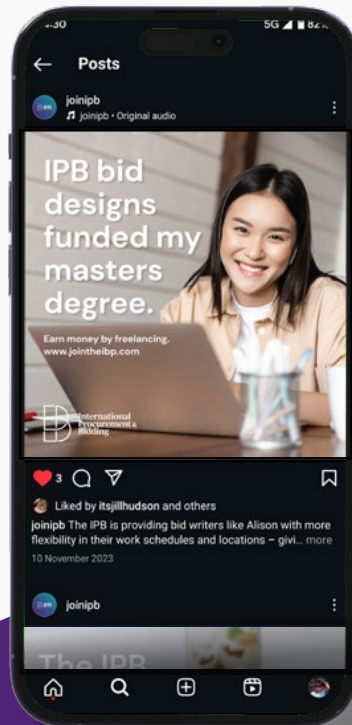 5G
Posts
joinipb
joinipb • Original audio
IPB bid
designs
funded my
masters
degree.
Earn money by freelancing.
www.jointheibp.com
International
Procurement &
Bidding
3
Liked by itsjillhudson and others
joinipb The IPB is providing bid writers like Alison with more
flexibility in their work schedules and locations – givi... more
10 November 2023
joinipb
The IPB